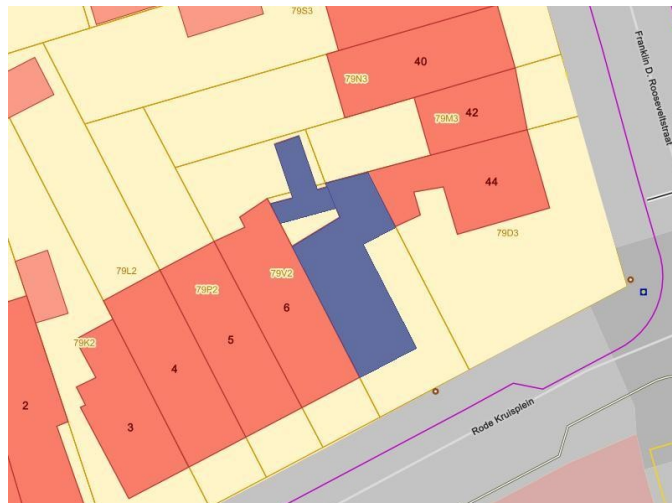 79S3
40
79N3
42
79M3
Franklin D. Rooseveltstraat
44
79D3
79L2
79P2
79V2
6
5
79K2
4
2
3
Rode Kruisplein